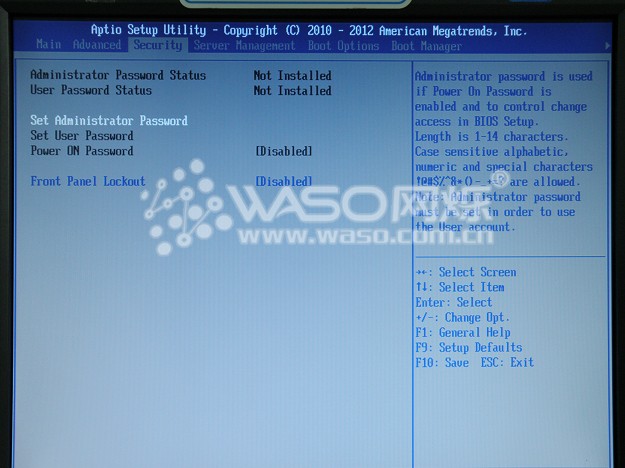 Aptio Setup Utility - Copyright (C) 2010 - 2012 American Megatrends, Inc.
Main Advanced Security Server Management Boot Options Boot Manager
Administrator Password Status Not Installed
User Password Status Not Installed
Set Administrator Password
Set User Password
Power ON Password [Disabled]
Front Panel Lockout [Disabled]
Administrator password is used
if Power On Password is
enabled and to control change
access in BIOS Setup.
Length is 1-14 characters.
Case sensitive alphabetic,
numeric and special characters
!@#$%^&*()-_+=? are allowed.
Note: Administrator password
must be set in order to use
the User account.
→←: Select Screen
↑↓: Select Item
Enter: Select
+/-: Change Opt.
F1: General Help
F9: Setup Defaults
F10: Save ESC: Exit
WASO网烁®
www.waso.com.cn